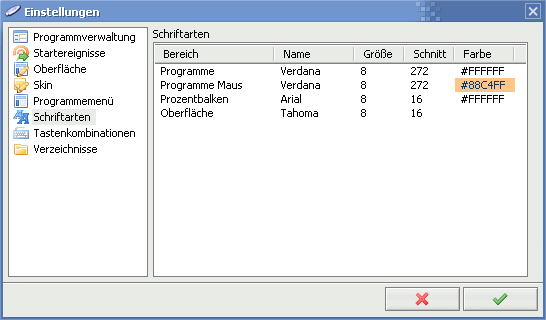 Einstellungen
Programmverwaltung
Startereignisse
Oberfläche
Skin
Programmemenü
Schriftarten
Tastenkombinationen
Verzeichnisse
Schriftarten
Bereich Name Größe Schnitt Farbe
Programme Verdana 8 272 #FFFFFF
Programme Maus Verdana 8 272 #88C4FF
Prozentbalken Arial 8 16 #FFFFFF
Oberfläche Tahoma 8 16